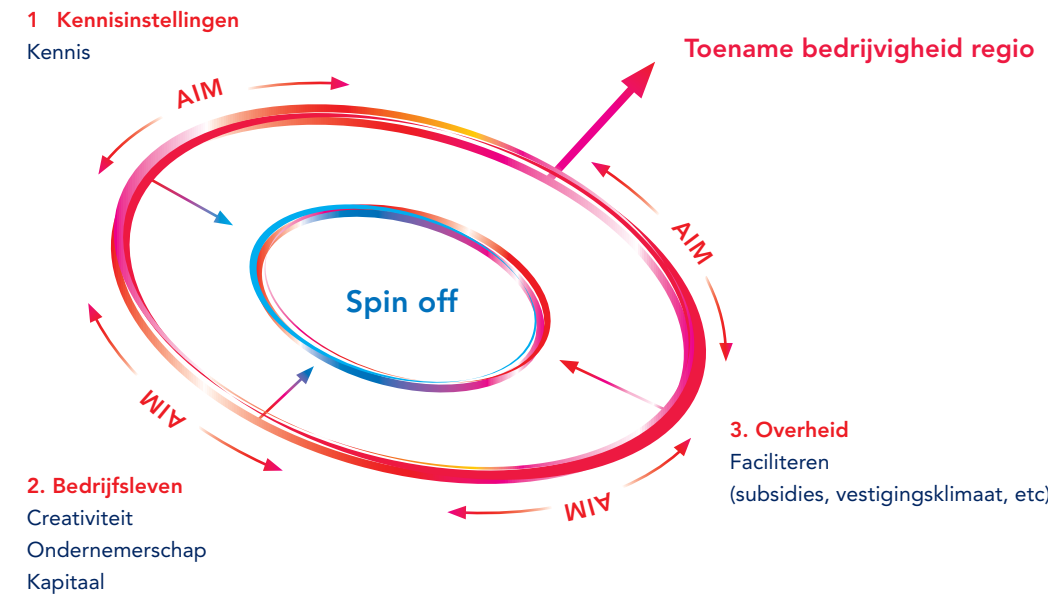 1 Kennisinstellingen
Kennis
Toename bedrijvigheid regio
AIM
AIM
Spin off
AIM
AIM
2. Bedrijfsleven
Creativiteit
Ondernemerschap
Kapitaal
3. Overheid
Faciliteren
(subsidies, vestigingsklimaat, etc)